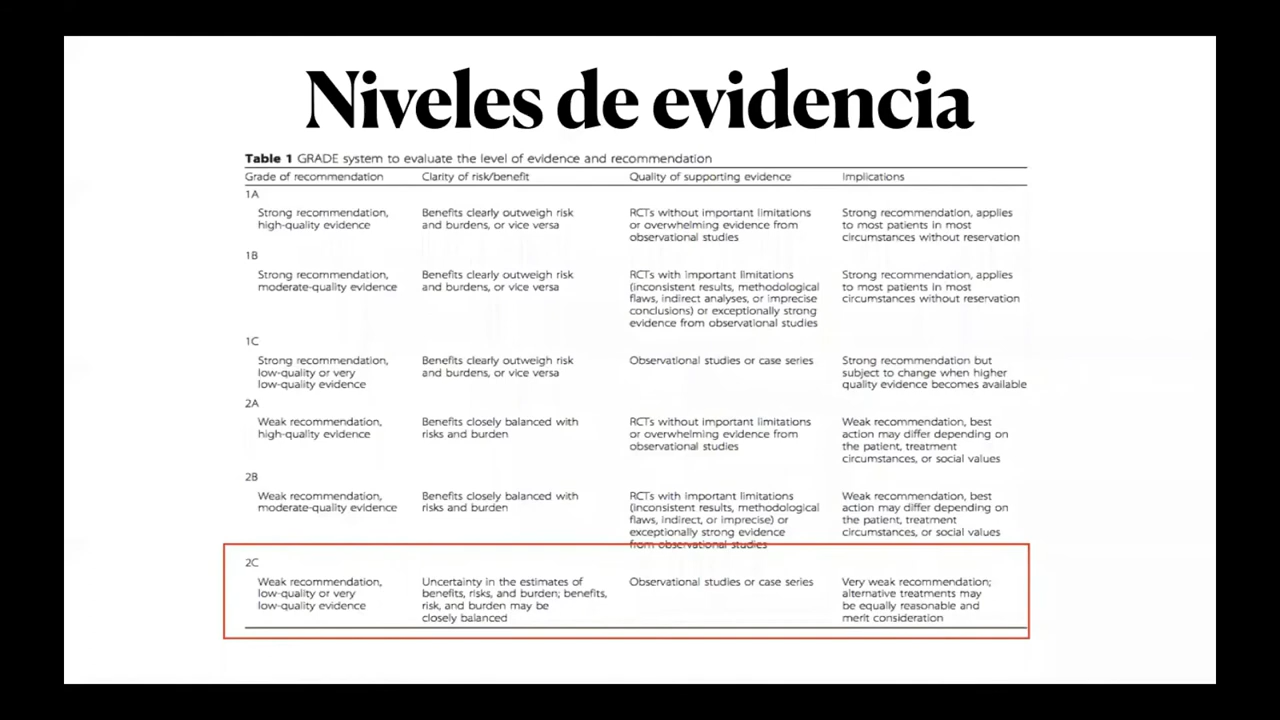 Niveles de evidencia
Table 1 GRADE system to evaluate the level of evidence and recommendation
Grade of recommendation Clarity of risk/benefit Quality of supporting evidence Implications
1A
Strong recommendation, Benefits clearly outweigh risk RCTs without important limitations Strong recommendation, applies
high-quality evidence and burdens, or vice versa or overwhelming evidence from to most patients in most
observational studies circumstances without reservation
1B
Strong recommendation, Benefits clearly outweigh risk RCTs with important limitations Strong recommendation, applies
moderate-quality evidence and burdens, or vice versa (inconsistent results, methodological to most patients in most
flaws, indirect analyses, or imprecise circumstances without reservation
conclusions) or exceptionally strong
evidence from observational studies
1C
Strong recommendation, Benefits clearly outweigh risk Observational studies or case series Strong recommendation but
low-quality or very and burdens, or vice versa subject to change when higher
low-quality evidence quality evidence becomes available
2A
Weak recommendation, Benefits closely balanced with RCTs without important limitations Weak recommendation, best
high-quality evidence risks and burden or overwhelming evidence from action may differ depending on
observational studies the patient, treatment
circumstances, or social values
2B
Weak recommendation, Benefits closely balanced with RCTs with important limitations Weak recommendation, best
moderate-quality evidence risks and burden (inconsistent results, methodological action may differ depending on
flaws, indirect, or imprecise) or the patient, treatment
exceptionally strong evidence circumstances, or social values
from observational studies
2C
Weak recommendation, Uncertainty in the estimates of Observational studies or case series Very weak recommendation;
low-quality or very benefits, risks, and burden; benefits, alternative treatments may
low-quality evidence risk, and burden may be be equally reasonable and
closely balanced merit consideration